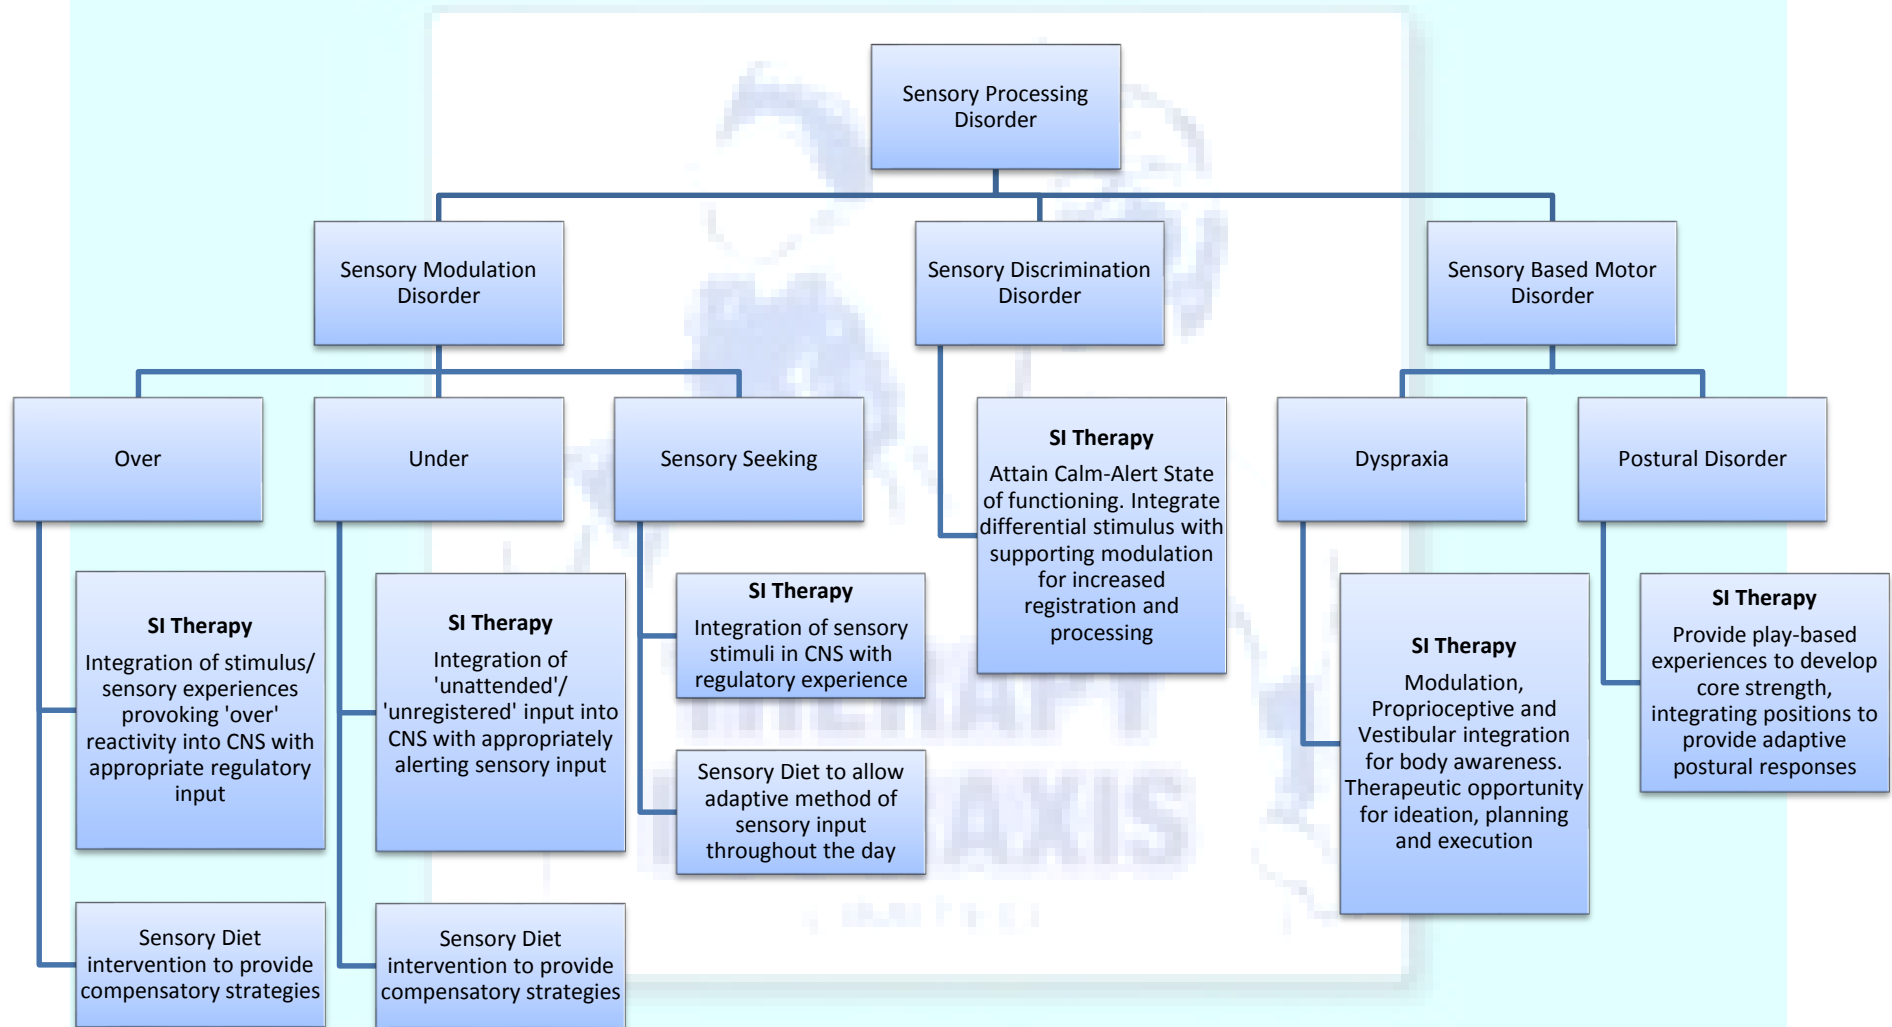 Sensory Processing
Disorder
Sensory Modulation
Disorder
Sensory Discrimination
Disorder
Sensory Based Motor
Disorder
Over
Under
Sensory Seeking
SI Therapy
Attain Calm-Alert State
of functioning. Integrate
differential stimulus with
supporting modulation
for increased
registration and
processing
Dyspraxia
Postural Disorder
SI Therapy
Integration of stimulus/
sensory experiences
provoking 'over'
reactivity into CNS with
appropriate regulatory
input
SI Therapy
Integration of
'unattended'/
'unregistered' input into
CNS with appropriately
alerting sensory input
SI Therapy
Integration of sensory
stimuli in CNS with
regulatory experience
SI Therapy
Modulation,
Proprioceptive and
Vestibular integration
for body awareness.
Therapeutic opportunity
for ideation, planning
and execution
SI Therapy
Provide play-based
experiences to develop
core strength,
integrating positions to
provide adaptive
postural responses
Sensory Diet to allow
adaptive method of
sensory input
throughout the day
Sensory Diet
intervention to provide
compensatory strategies
Sensory Diet
intervention to provide
compensatory strategies
THERAPY